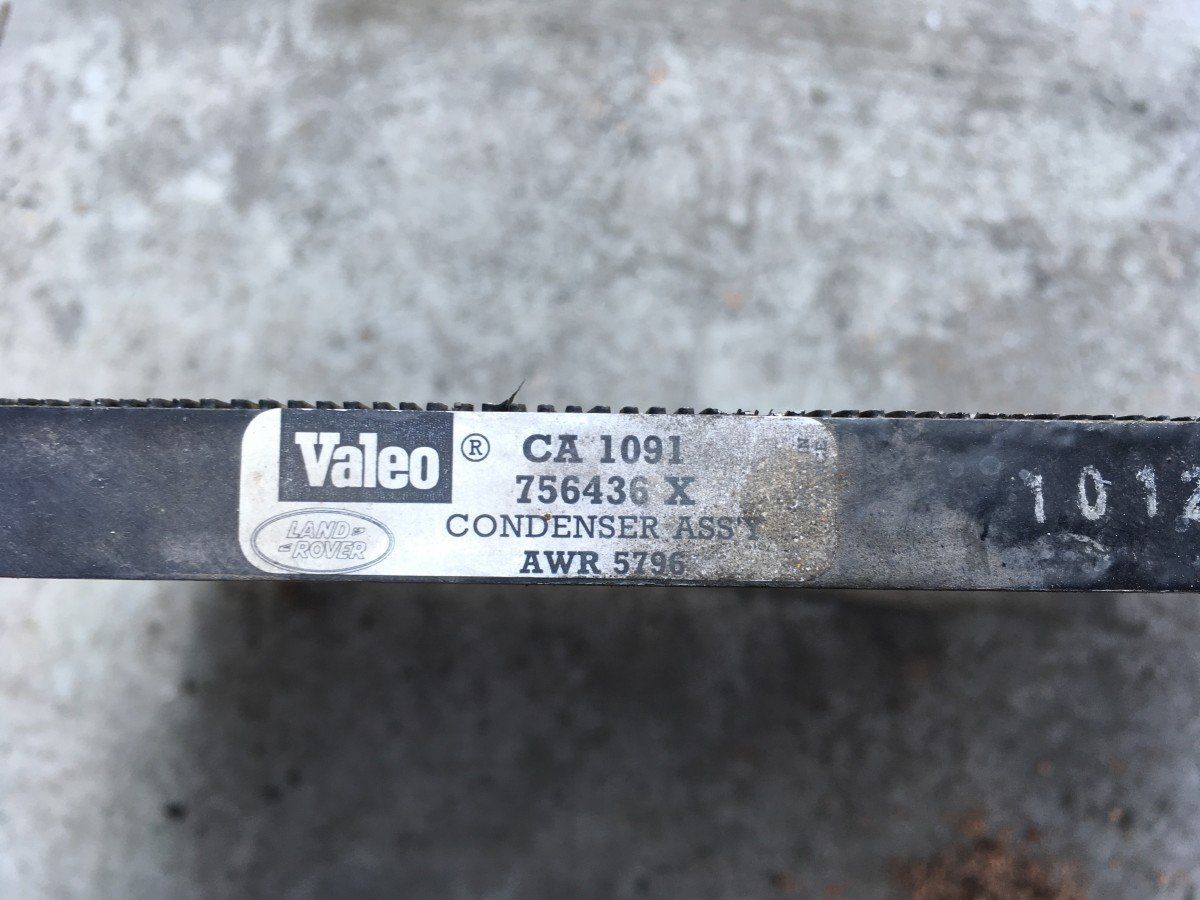 Valeo ® CA 1091
756436 X
CONDENSER ASS'Y
LAND
ROVER
AWR 5796
1012